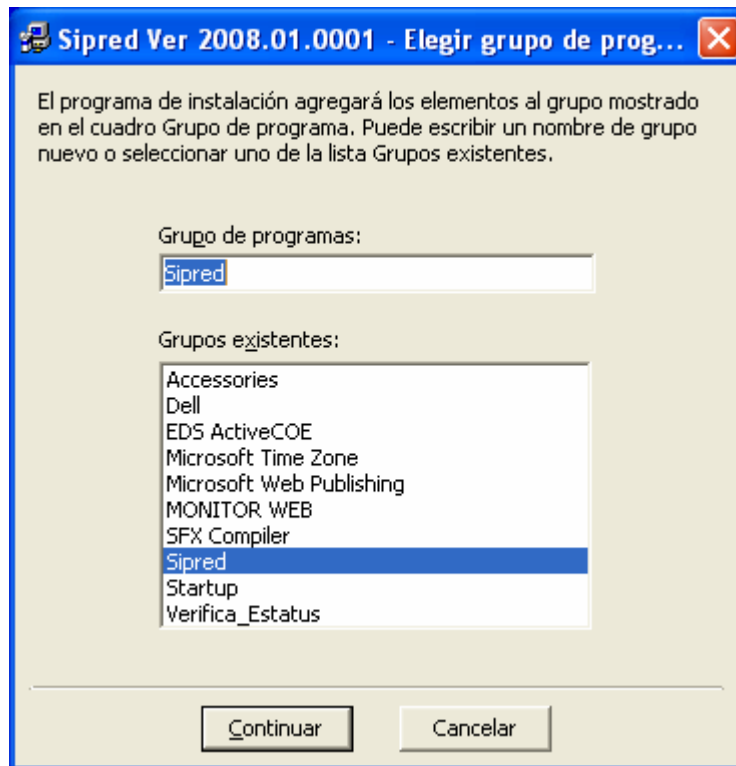 Sipred Ver 2008.01.0001 - Elegir grupo de prog...
El programa de instalación agregará los elementos al grupo mostrado
en el cuadro Grupo de programa. Puede escribir un nombre de grupo
nuevo o seleccionar uno de la lista Grupos existentes.
Grupo de programas:
Sipred
Grupos existentes:
Accessories
Dell
EDS ActiveCOE
Microsoft Time Zone
Microsoft Web Publishing
MONITOR WEB
SFX Compiler
Sipred
Startup
Verifica_Estatus
Continuar
Cancelar